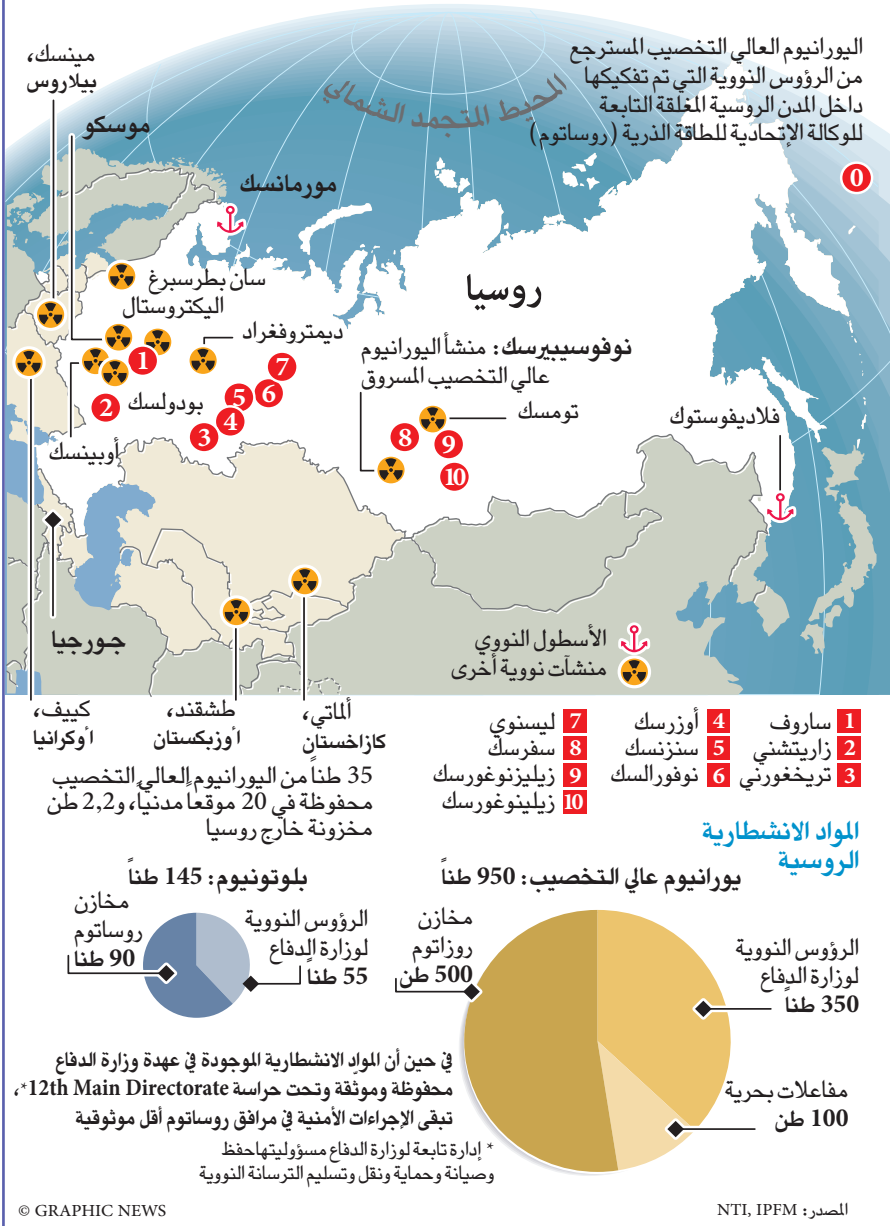 اليورانيوم العالي التخصيب المسترجع
من الرؤوس النووية التي تم تفكيكها
داخل المدن الروسية المغلقة التابعة
للوكالة الإتحادية للطاقة الذرية (روساتوم)
0
المحيط المتجمد الشمالي
مينسك،
بيلاروس
موسكو
مورمانسك
سان بطرسبرغ
اليكتروستال
ديمتروفغراد
روسيا
نوفوسيبيرسك: منشأ اليورانيوم
عالي التخصيب المسروق
تومسك
فلاديفوستوك
بودولسك
أوبينسك
1
2
3
4
5
6
7
8
9
10
جورجيا
الأسطول النووي
منشآت نووية أخرى
كييف،
اوكرانيا
طشقند،
اوزبكستان
ألماتي،
كازاخستان
1 ساروف
2 زاريتشني
3 تريخغورني
4 أوزرسك
5 سنزنسك
6 نوفورالسك
7 ليسنوي
8 سفرسك
9 زيليزنوغورسك
10 زيلينوغورسك
35 طناً من اليورانيوم العالي التخصيب
محفوظة في 20 موقعاً مدنياً، و2,2 طن
مخزونة خارج روسيا
المواد الانشطارية
الروسية
يورانيوم عالي التخصيب: 950 طناً
الرؤوس النووية
لوزارة الدفاع
350 طناً
مفاعلات بحرية
100 طن
مخازن
روزاتوم
500 طن
بلوتونيوم: 145 طناً
الرؤوس النووية
لوزارة الدفاع
55 طناً
مخازن
روساتوم
90 طنا
في حين أن المواد الانشطارية الموجودة في عهدة وزارة الدفاع
محفوظة وموثّقة وتحت حراسة 12th Main Directorate*،
تبقى الإجراءات الأمنية في مرافق روساتوم أقل موثوقية
* إدارة تابعة لوزارة الدفاع مسؤوليتها حفظ
وصيانة وحماية ونقل وتسليم الترسانة النووية
المصدر: NTI, IPFM
© GRAPHIC NEWS